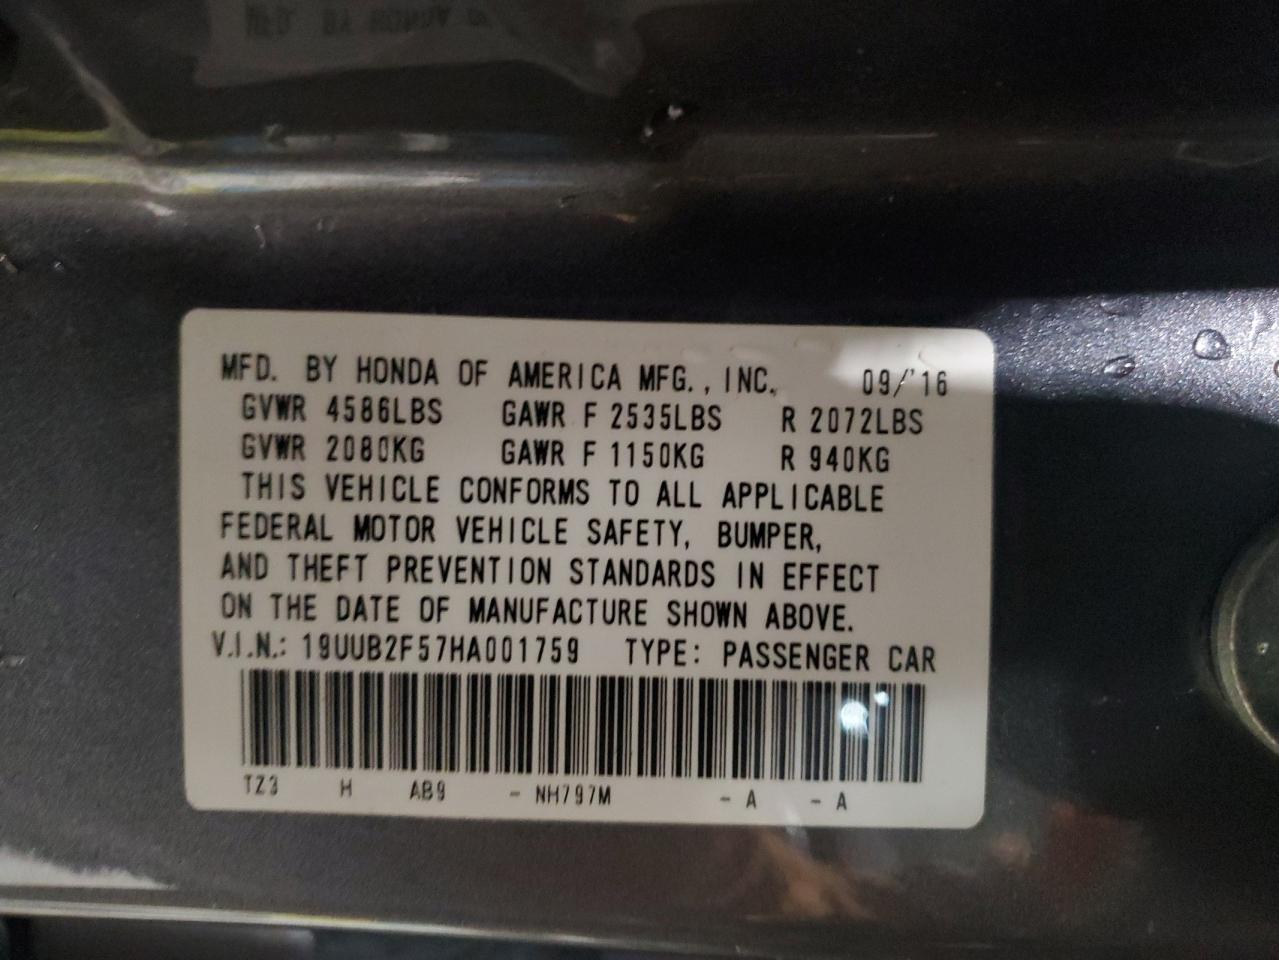 MFD. BY HONDA OF AMERICA MFG., INC. 09/'16
GVWR 4586LBS GAWR F 2535LBS R 2072LBS
GVWR 2080KG GAWR F 1150KG R 940KG
THIS VEHICLE CONFORMS TO ALL APPLICABLE
FEDERAL MOTOR VEHICLE SAFETY, BUMPER,
AND THEFT PREVENTION STANDARDS IN EFFECT
ON THE DATE OF MANUFACTURE SHOWN ABOVE.
V.I.N.: 19UUB2F57HA001759 TYPE: PASSENGER CAR
TZ3 H AB9 - NH797M - A - A